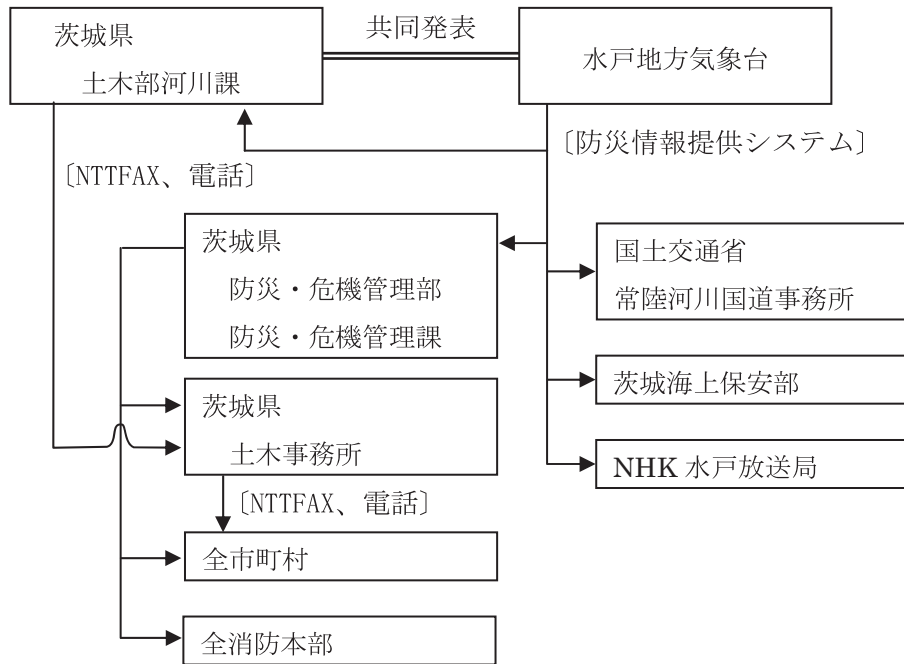 茨城県
土木部河川課
共同発表
水戸地方気象台
〔防災情報提供システム〕
〔NTTFAX、電話〕
茨城県
防災・危機管理部
防災・危機管理課
国土交通省
常陸河川国道事務所
茨城海上保安部
NHK 水戸放送局
茨城県
土木事務所
〔NTTFAX、電話〕
全市町村
全消防本部